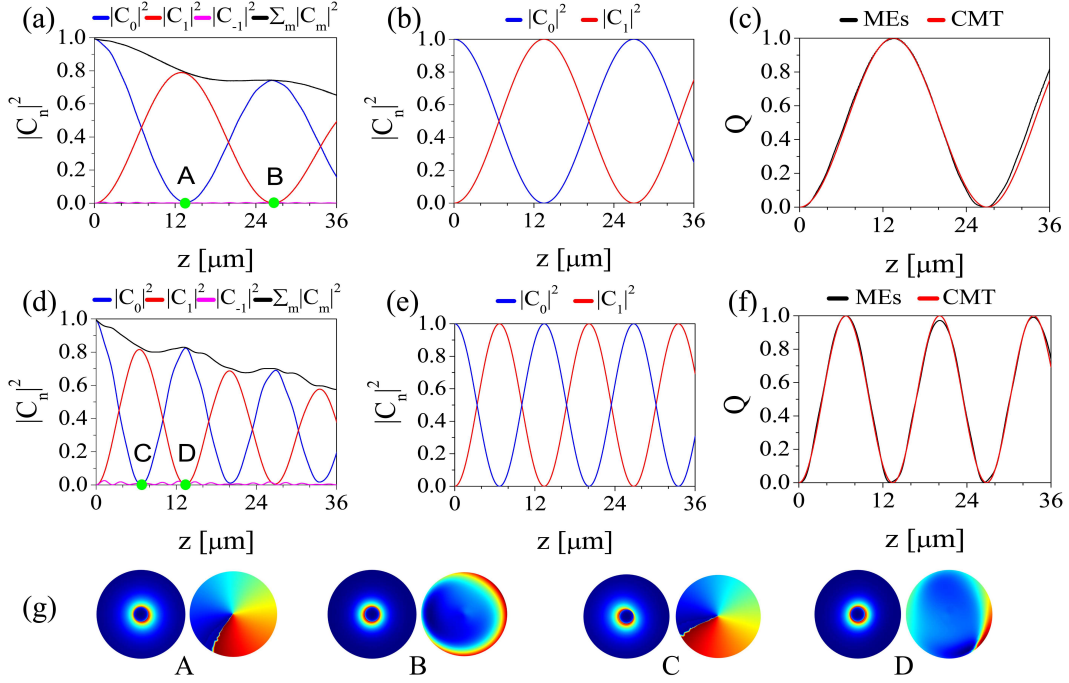 |C₀|² |C₁|² |C₋₁|² Σₘ|Cₘ|²
(a)
|Cₙ|²
1.0
0.8
0.6
0.4
0.2
0.0
A B
0 12 24 36
z [μm]
|C₀|² |C₁|²
(b)
|Cₙ|²
1.0
0.8
0.6
0.4
0.2
0.0
0 12 24 36
z [μm]
MEs CMT
(c)
Q
1.0
0.8
0.6
0.4
0.2
0.0
0 12 24 36
z [μm]
|C₀|² |C₁|² |C₋₁|² Σₘ|Cₘ|²
(d)
|Cₙ|²
1.0
0.8
0.6
0.4
0.2
0.0
C D
0 12 24 36
z [μm]
|C₀|² |C₁|²
(e)
|Cₙ|²
1.0
0.8
0.6
0.4
0.2
0.0
0 12 24 36
z [μm]
MEs CMT
(f)
Q
1.0
0.8
0.6
0.4
0.2
0.0
0 12 24 36
z [μm]
(g)
A B C D